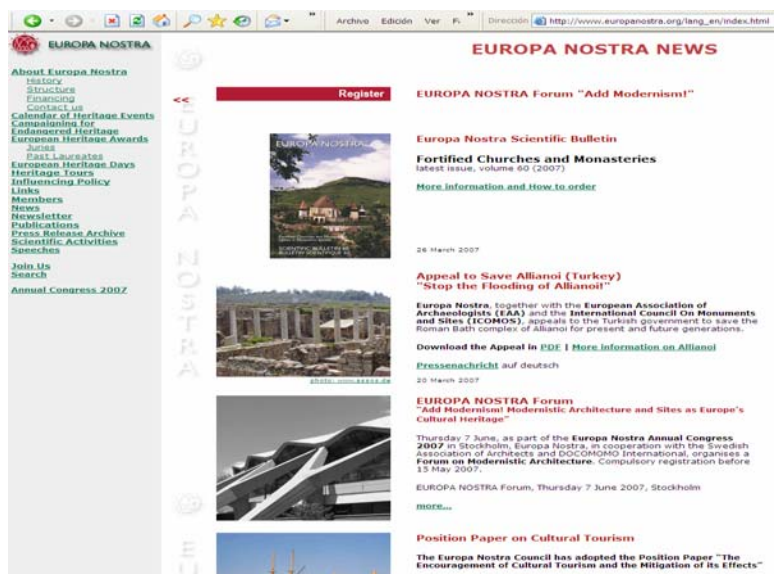 Archivo Edición Ver F
Dirección http://www.europanostra.org/lang_en/index.html
EUROPA NOSTRA
About Europa Nostra
History
Structure
Financing
Contact us
Calendar of Heritage Events
Campaigning for
Endangered Heritage
European Heritage Awards
Juries
Past Laureates
European Heritage Days
Heritage Tours
Influencing Policy
Links
Members
News
Newsletter
Publications
Press Release Archive
Scientific Activities
Speeches
Join Us
Search
Annual Congress 2007
<<
EUROPA NOSTRA
EU
EUROPA NOSTRA NEWS
Register
EUROPA NOSTRA Forum "Add Modernism!"
EUROPA NOSTRA
SCIENTIFIC BULLETIN
Europa Nostra Scientific Bulletin
Fortified Churches and Monasteries
latest issue, volume 60 (2007)
More information and How to order
26 March 2007
Appeal to Save Allianoi (Turkey)
"Stop the Flooding of Allianoi!"
Europa Nostra, together with the European Association of
Archaeologists (EAA) and the International Council On Monuments
and Sites (ICOMOS), appeals to the Turkish government to save the
Roman Bath complex of Allianoi for present and future generations.
Download the Appeal in PDF | More information on Allianoi
Pressenachricht auf deutsch
photo:
20 March 2007
EUROPA NOSTRA Forum
"Add Modernism! Modernistic Architecture and Sites as Europe's
Cultural Heritage"
Thursday 7 June, as part of the Europa Nostra Annual Congress
2007 in Stockholm, Europa Nostra, in cooperation with the Swedish
Association of Architects and DOCOMOMO International, organises a
Forum on Modernistic Architecture. Compulsory registration before
15 May 2007.
EUROPA NOSTRA Forum, Thursday 7 June 2007, Stockholm
more...
Position Paper on Cultural Tourism
The Europa Nostra Council has adopted the Position Paper "The
Encouragement of Cultural Tourism and the Mitigation of its Effects"